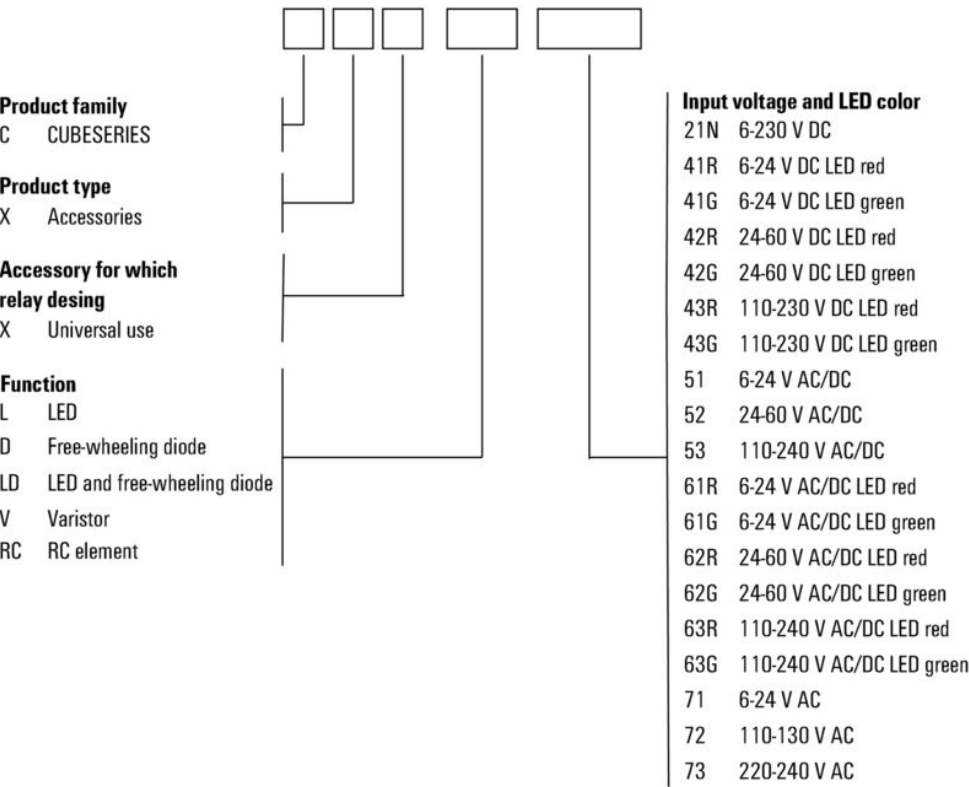 Product family
C CUBESERIES
Product type
X Accessories
Accessory for which
relay desing
X Universal use
Function
L LED
D Free-wheeling diode
LD LED and free-wheeling diode
V Varistor
RC RC element
Input voltage and LED color
21N 6-230 V DC
41R 6-24 V DC LED red
41G 6-24 V DC LED green
42R 24-60 V DC LED red
42G 24-60 V DC LED green
43R 110-230 V DC LED red
43G 110-230 V DC LED green
51 6-24 V AC/DC
52 24-60 V AC/DC
53 110-240 V AC/DC
61R 6-24 V AC/DC LED red
61G 6-24 V AC/DC LED green
62R 24-60 V AC/DC LED red
62G 24-60 V AC/DC LED green
63R 110-240 V AC/DC LED red
63G 110-240 V AC/DC LED green
71 6-24 V AC
72 110-130 V AC
73 220-240 V AC